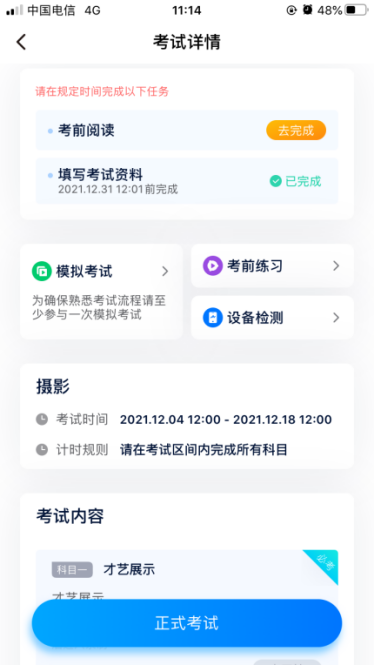 中国电信 4G 11:14 48%
考试详情
请在规定时间完成以下任务
考前阅读 去完成
填写考试资料
2021.12.31 12:01前完成 已完成
模拟考试
为确保熟悉考试流程请至
少参与一次模拟考试
考前练习
设备检测
摄影
考试时间 2021.12.04 12:00 - 2021.12.18 12:00
计时规则 请在考试区间内完成所有科目
考试内容
科目一 才艺展示 必考
才艺展示
正式考试